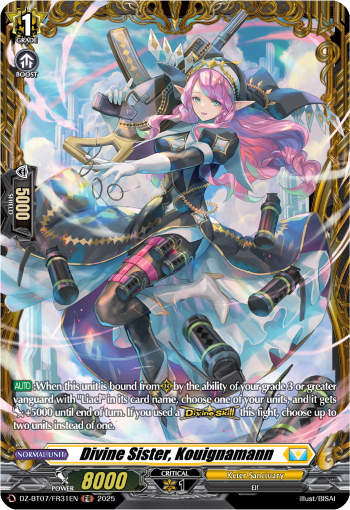 1
GRADE
BOOST
5000
SHIELD
AUTO:When this unit is bound from by the ability of your grade 3 or greater
vanguard with "Liael" in its card name, choose one of your units, and it gets
+5000 until end of turn. If you used a Divine Skill this fight, choose up to
two units instead of one.
NORMAL UNIT
Divine Sister, Kouignamann
POWER 8000
CRITICAL
1
Keter Sanctuary
Elf
DZ-BT07/FR31EN FR 2025
illust/BISAI